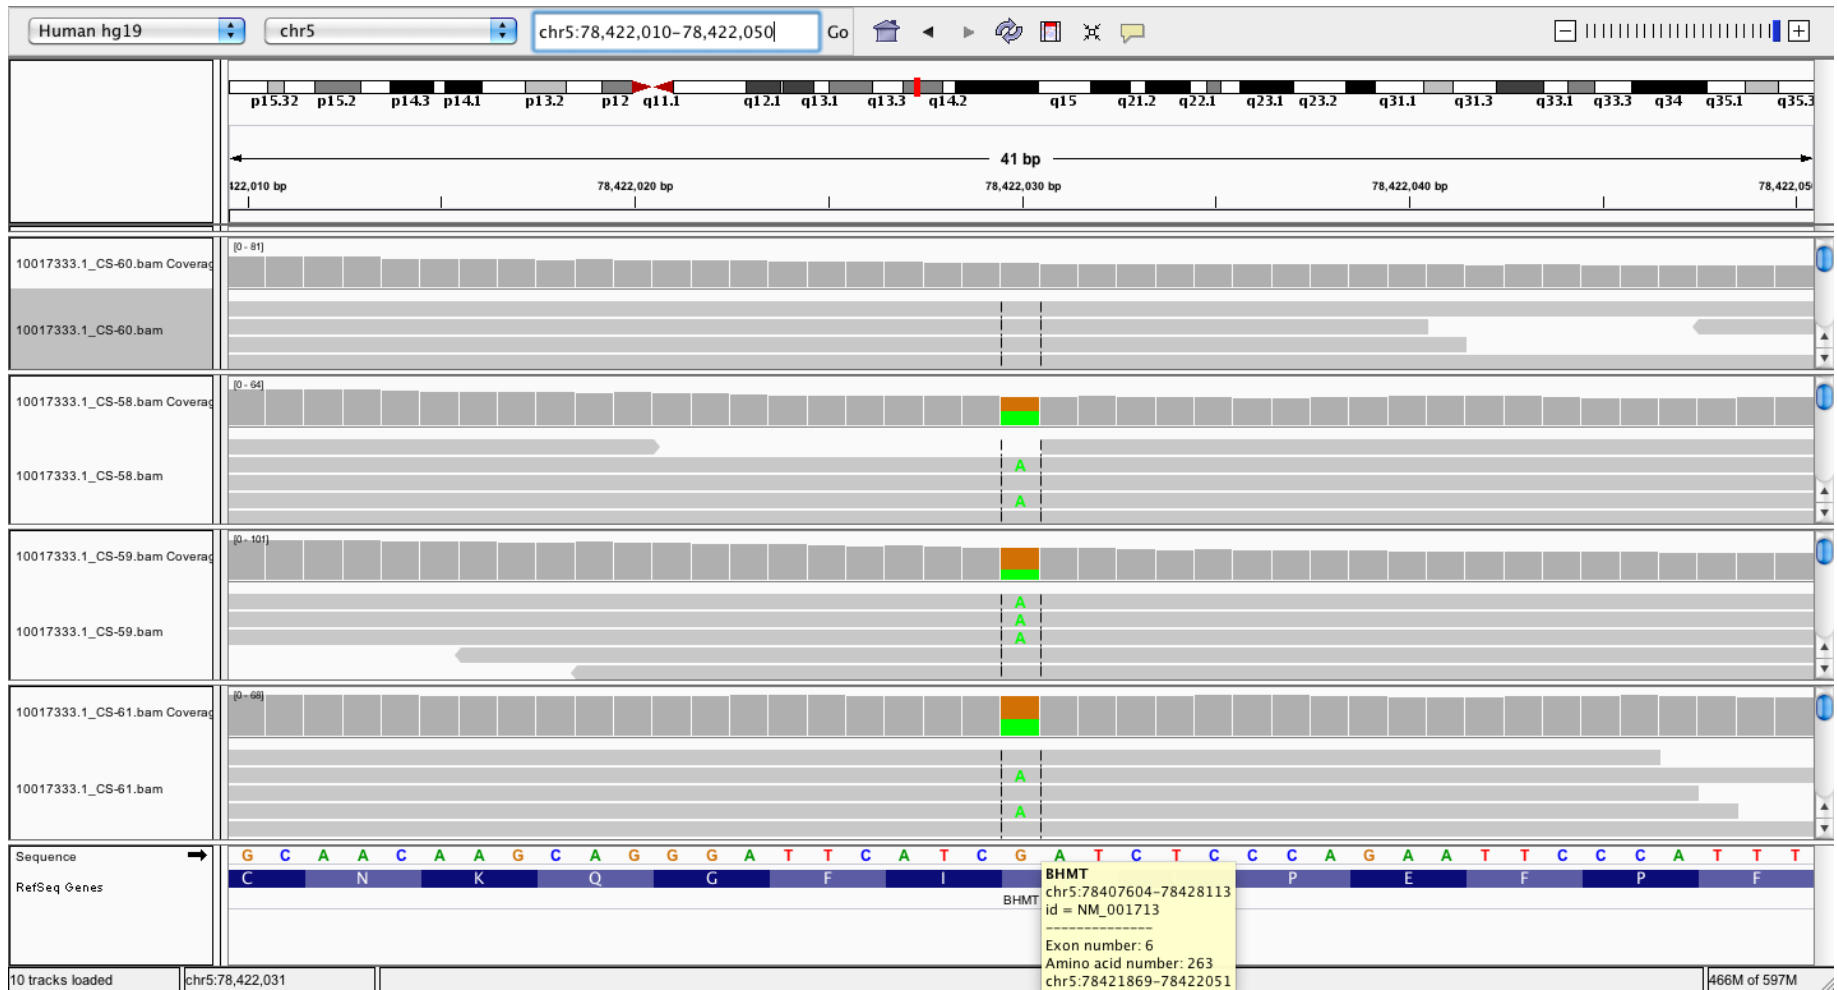 Human hg19 chr5 chr5:78,422,010-78,422,050 Go
p15.32 p15.2 p14.3 p14.1 p13.2 p12 q11.1 q12.1 q13.1 q13.3 q14.2 q15 q21.2 q22.1 q23.1 q23.2 q31.1 q31.3 q33.1 q33.3 q34 q35.1 q35.3
41 bp
422,010 bp 78,422,020 bp 78,422,030 bp 78,422,040 bp 78,422,05
[0 - 81]
10017333.1_CS-60.bam Coverag
10017333.1_CS-60.bam
[0 - 64]
10017333.1_CS-58.bam Coverag
A
10017333.1_CS-58.bam
A
[0 - 101]
10017333.1_CS-59.bam Coverag
A
A
10017333.1_CS-59.bam
A
[0 - 68]
10017333.1_CS-61.bam Coverag
A
10017333.1_CS-61.bam
A
Sequence G C A A C A A G C A G G G A T T C A T C G A T C T C C C A G A A T T C C C A T T T
RefSeq Genes C N K Q G F I P E F P F
BHMT
BHMT
chr5:78407604-78428113
id = NM_001713
---------------
Exon number: 6
Amino acid number: 263
chr5:78421869-78422051
10 tracks loaded chr5:78,422,031 466M of 597M